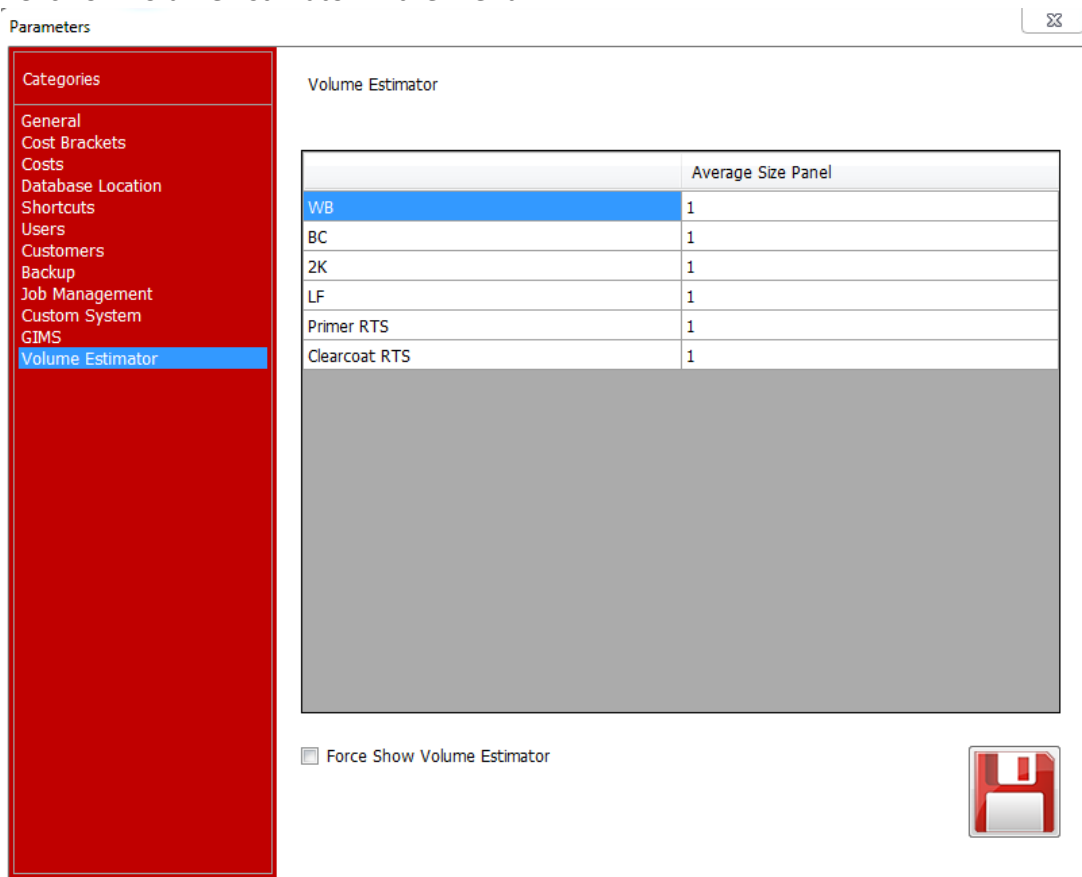 Parameters
Categories
General
Cost Brackets
Costs
Database Location
Shortcuts
Users
Customers
Backup
Job Management
Custom System
GIMS
Volume Estimator
Volume Estimator
Average Size Panel
WB 1
BC 1
2K 1
LF 1
Primer RTS 1
Clearcoat RTS 1
Force Show Volume Estimator